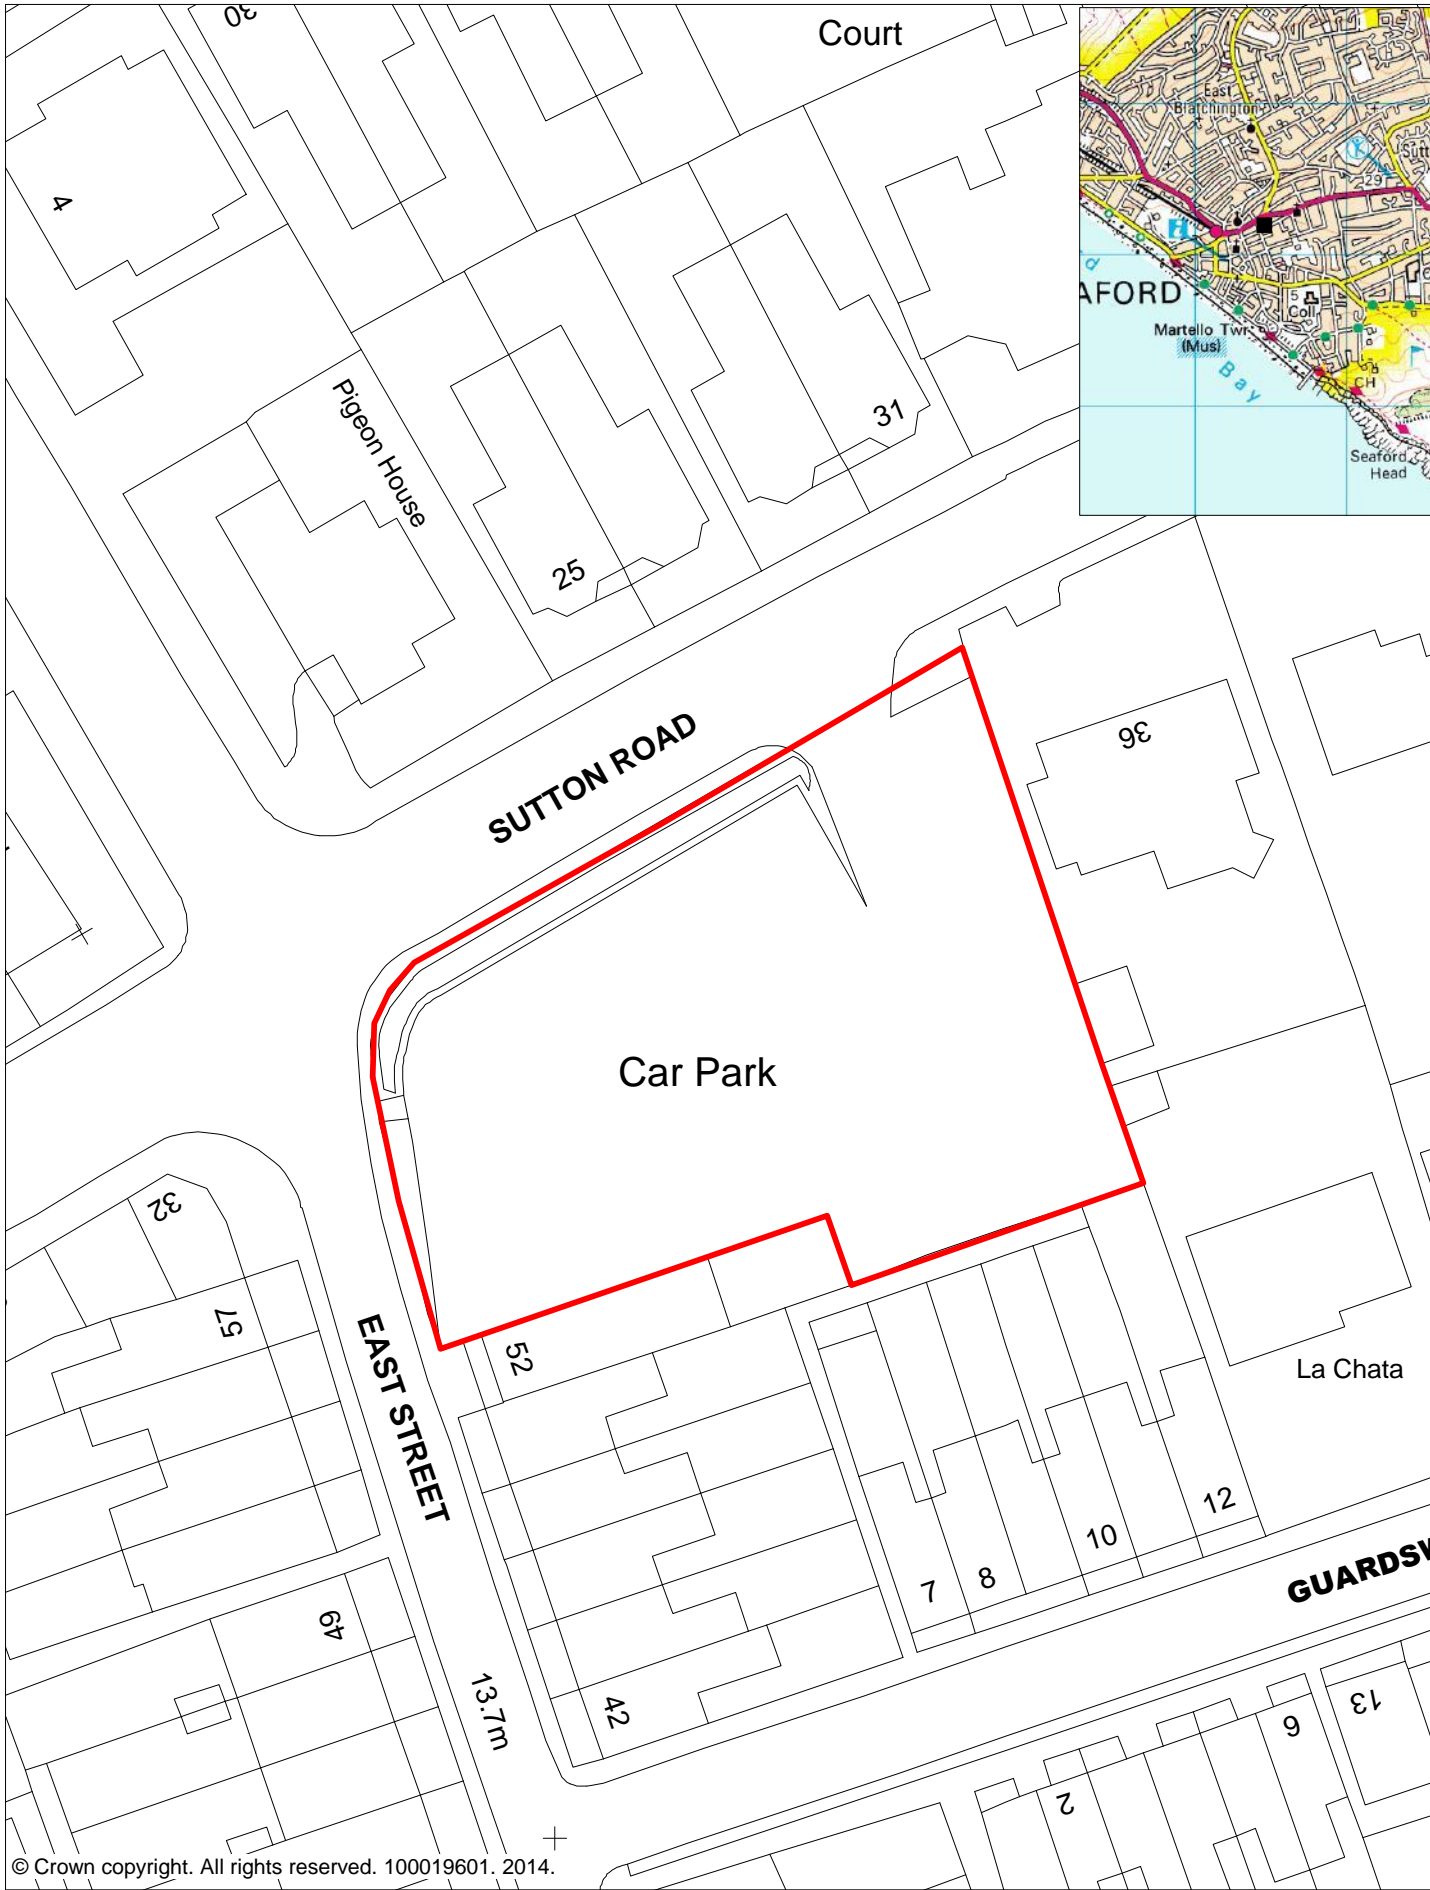 30
Court
4
Pigeon House
31
25
36
SUTTON ROAD
Car Park
32
57
52
EAST STREET
La Chata
12
10
8
7
49
42
13.7m
13
2
© Crown copyright. All rights reserved. 100019601. 2014.
East
Blatchington
29
AFORD
5
Coll
Martello Twr
(Mus)
Bay
CH
Seaford
Head